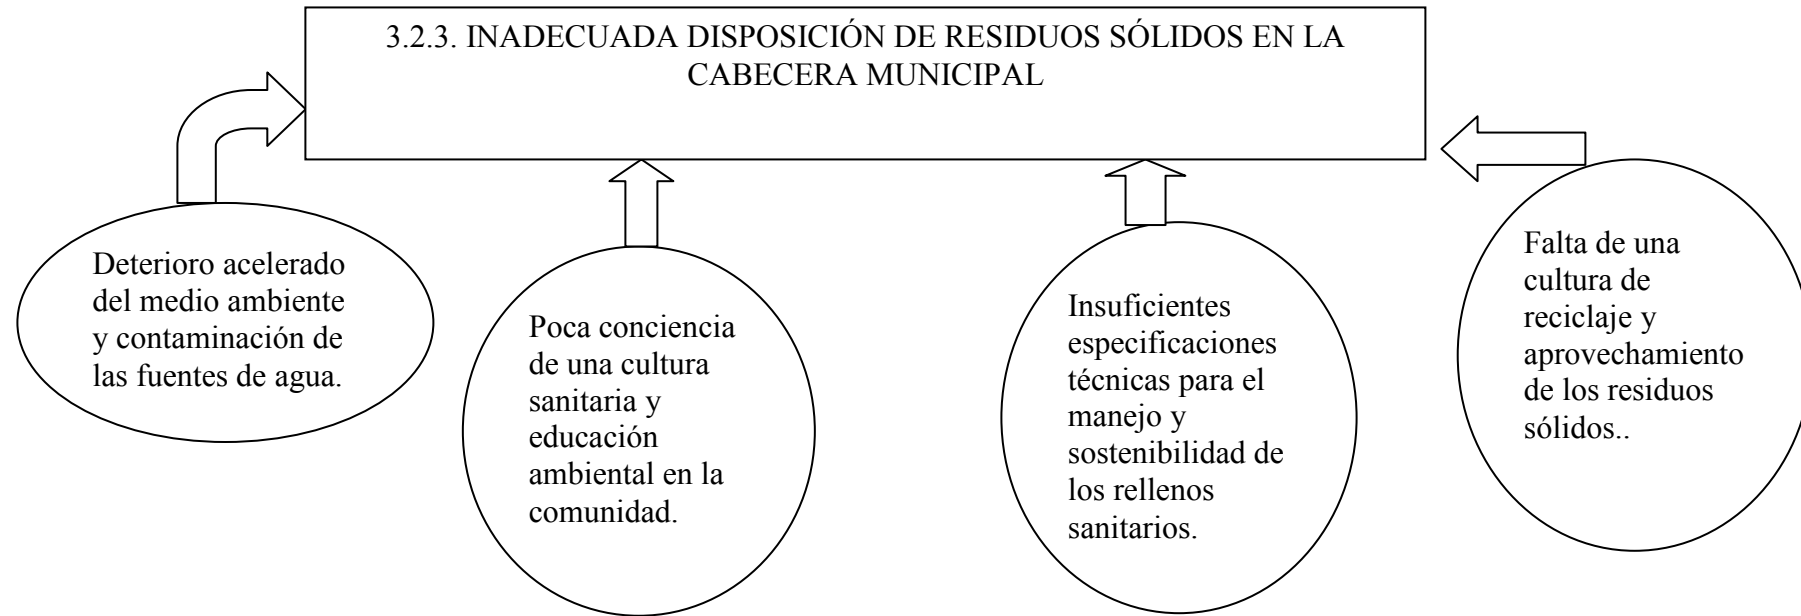 3.2.3. INADECUADA DISPOSICIÓN DE RESIDUOS SÓLIDOS EN LA
CABECERA MUNICIPAL
Deterioro acelerado
del medio ambiente
y contaminación de
las fuentes de agua.
Poca conciencia
de una cultura
sanitaria y
educación
ambiental en la
comunidad.
Insuficientes
especificaciones
técnicas para el
manejo y
sostenibilidad de
los rellenos
sanitarios.
Falta de una
cultura de
reciclaje y
aprovechamiento
de los residuos
sólidos..